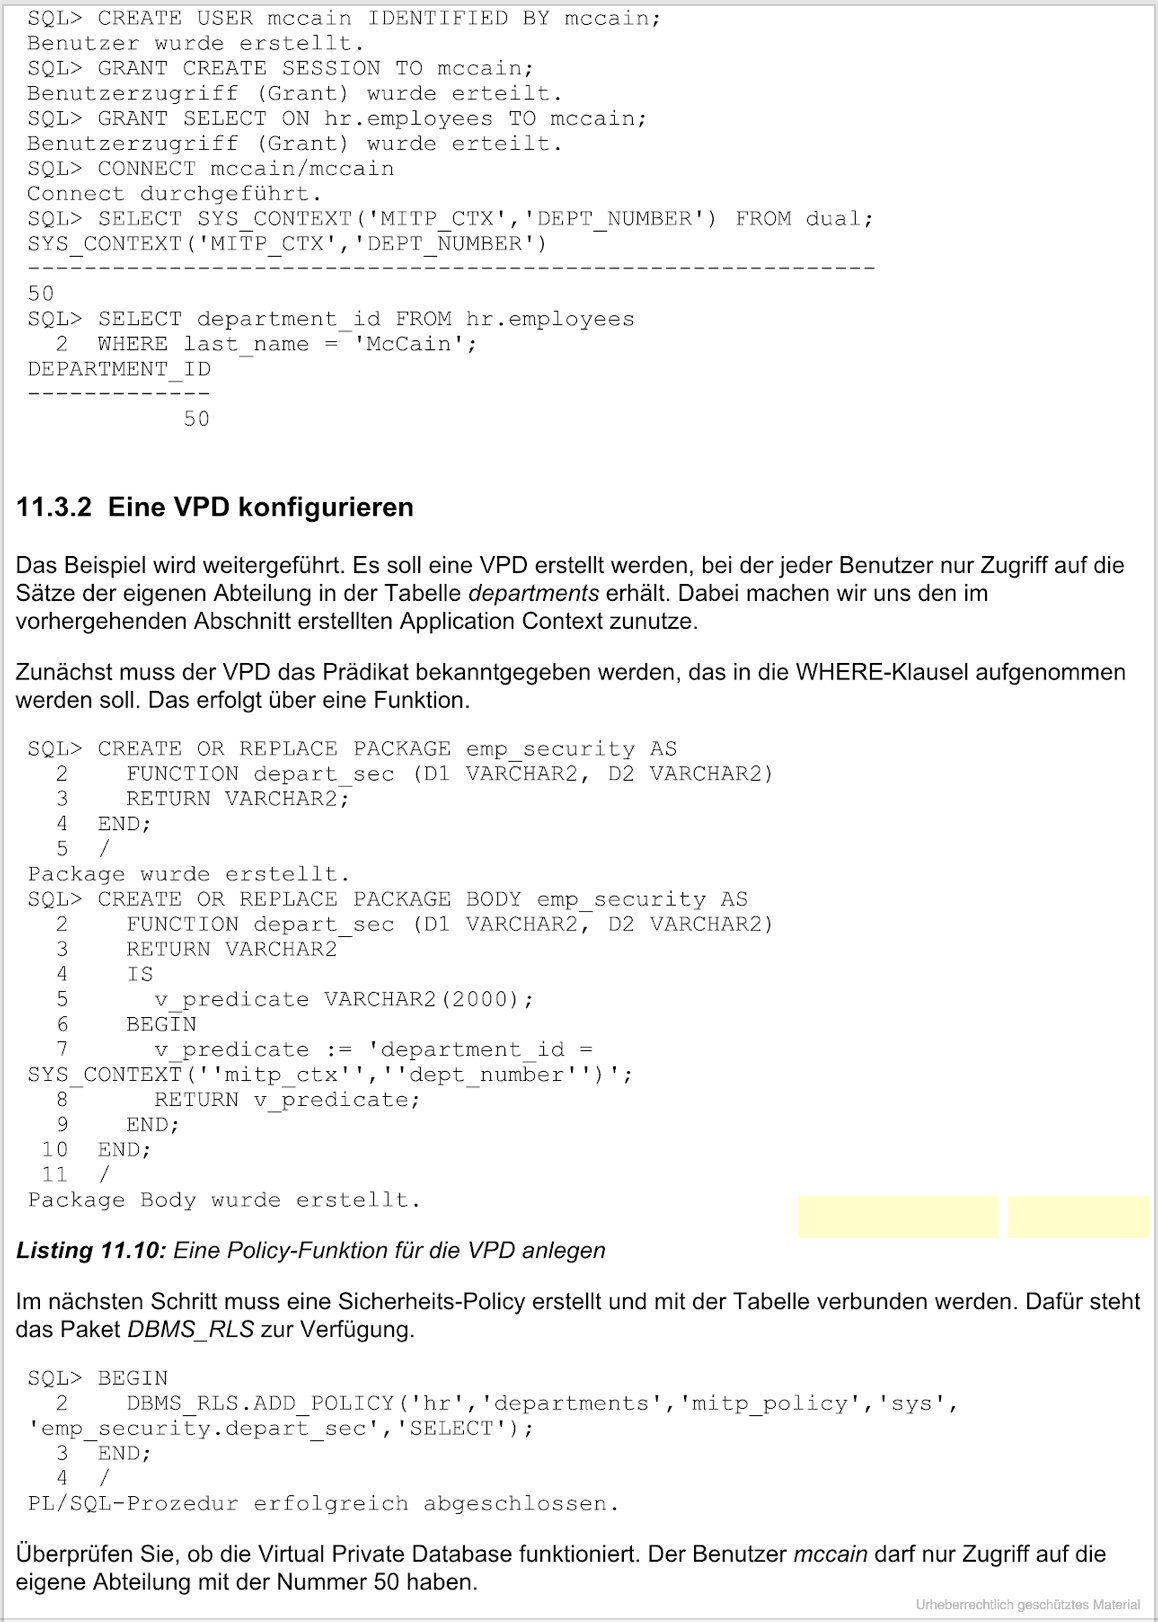 SQL> CREATE USER mccain IDENTIFIED BY mccain;
Benutzer wurde erstellt.
SQL> GRANT CREATE SESSION TO mccain;
Benutzerzugriff (Grant) wurde erteilt.
SQL> GRANT SELECT ON hr.employees TO mccain;
Benutzerzugriff (Grant) wurde erteilt.
SQL> CONNECT mccain/mccain
Connect durchgeführt.
SQL> SELECT SYS_CONTEXT('MITP_CTX','DEPT_NUMBER') FROM dual;
SYS_CONTEXT('MITP_CTX','DEPT_NUMBER')
------------------------------------------------------------
50
SQL> SELECT department_id FROM hr.employees
  2  WHERE last_name = 'McCain';
DEPARTMENT_ID
-------------
           50
11.3.2 Eine VPD konfigurieren
Das Beispiel wird weitergeführt. Es soll eine VPD erstellt werden, bei der jeder Benutzer nur Zugriff auf die
Sätze der eigenen Abteilung in der Tabelle departments erhält. Dabei machen wir uns den im
vorhergehenden Abschnitt erstellten Application Context zunutze.
Zunächst muss der VPD das Prädikat bekanntgegeben werden, das in die WHERE-Klausel aufgenommen
werden soll. Das erfolgt über eine Funktion.
SQL> CREATE OR REPLACE PACKAGE emp_security AS
  2    FUNCTION depart_sec (D1 VARCHAR2, D2 VARCHAR2)
  3    RETURN VARCHAR2;
  4  END;
  5  /
Package wurde erstellt.
SQL> CREATE OR REPLACE PACKAGE BODY emp_security AS
  2    FUNCTION depart_sec (D1 VARCHAR2, D2 VARCHAR2)
  3    RETURN VARCHAR2
  4    IS
  5      v_predicate VARCHAR2(2000);
  6    BEGIN
  7      v_predicate := 'department_id =
SYS_CONTEXT(''mitp_ctx'',''dept_number'')';
  8      RETURN v_predicate;
  9    END;
 10  END;
 11  /
Package Body wurde erstellt.
Listing 11.10: Eine Policy-Funktion für die VPD anlegen
Im nächsten Schritt muss eine Sicherheits-Policy erstellt und mit der Tabelle verbunden werden. Dafür steht
das Paket DBMS_RLS zur Verfügung.
SQL> BEGIN
  2    DBMS_RLS.ADD_POLICY('hr','departments','mitp_policy','sys',
'emp_security.depart_sec','SELECT');
  3  END;
  4  /
PL/SQL-Prozedur erfolgreich abgeschlossen.
Überprüfen Sie, ob die Virtual Private Database funktioniert. Der Benutzer mccain darf nur Zugriff auf die
eigene Abteilung mit der Nummer 50 haben.
Urheberrechtlich geschütztes Material